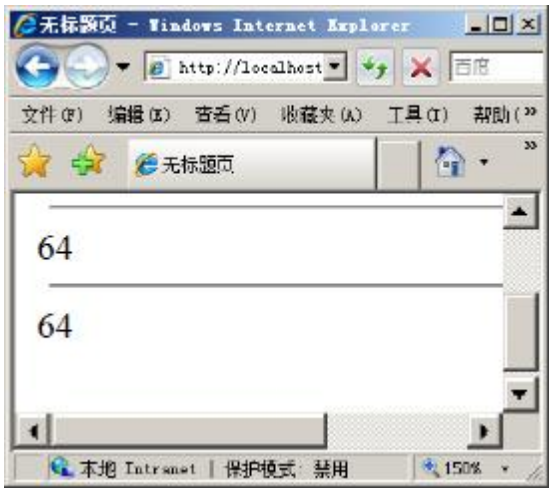 无标题页 - Windows Internet Explorer
http://localhost
百度
文件(F) 编辑(E) 查看(V) 收藏夹(A) 工具(T) 帮助(
无标题页
64
64
本地 Intranet | 保护模式: 禁用 150%